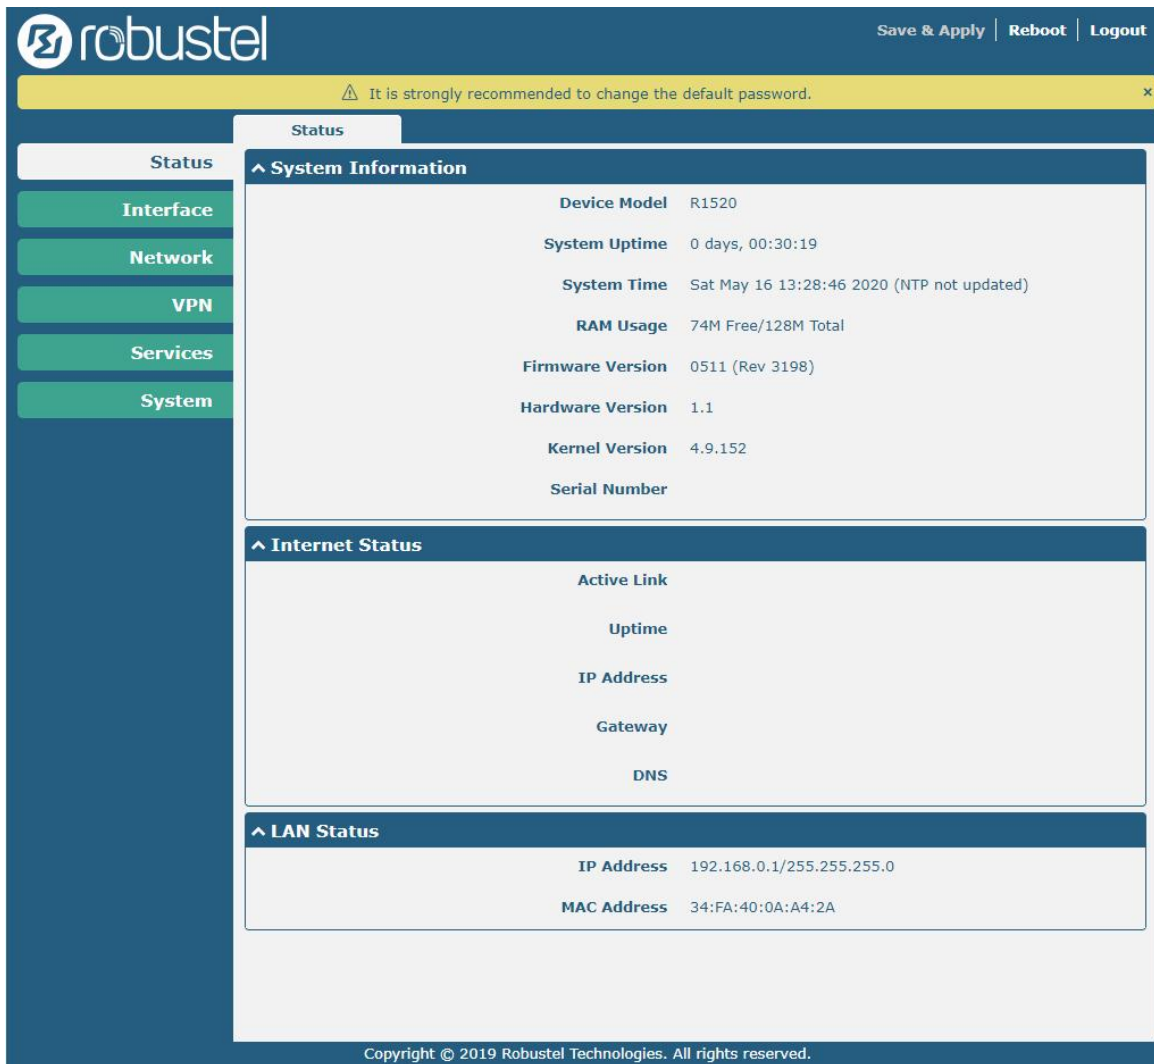 robustel
Save & Apply | Reboot | Logout
⚠ It is strongly recommended to change the default password. ×
Status
Status
Interface
Network
VPN
Services
System
^ System Information
Device Model R1520
System Uptime 0 days, 00:30:19
System Time Sat May 16 13:28:46 2020 (NTP not updated)
RAM Usage 74M Free/128M Total
Firmware Version 0511 (Rev 3198)
Hardware Version 1.1
Kernel Version 4.9.152
Serial Number
^ Internet Status
Active Link
Uptime
IP Address
Gateway
DNS
^ LAN Status
IP Address 192.168.0.1/255.255.255.0
MAC Address 34:FA:40:0A:A4:2A
Copyright © 2019 Robustel Technologies. All rights reserved.